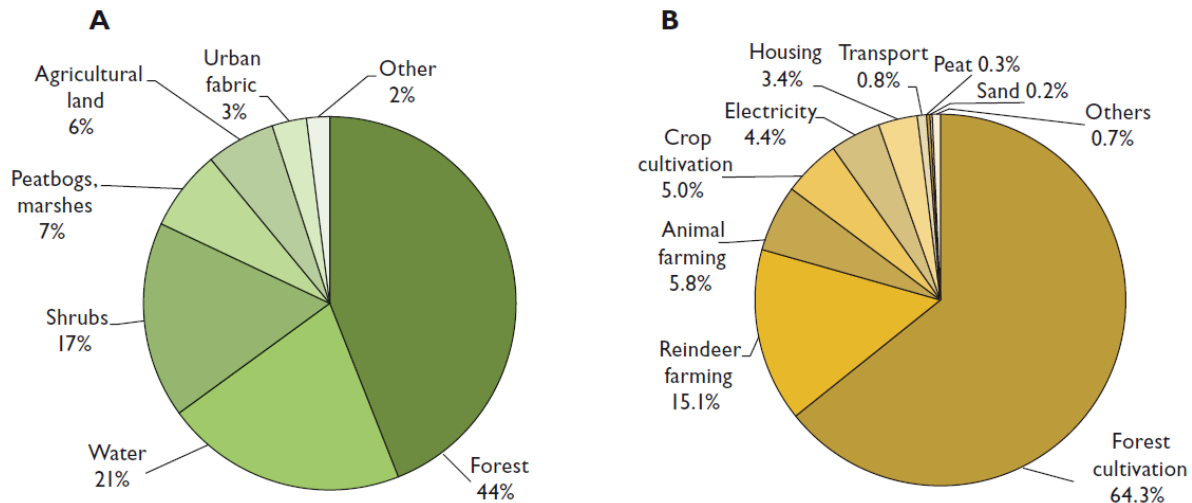 A
Urban
fabric
3%
Other
2%
Agricultural
land
6%
Peatbogs,
marshes
7%
Shrubs
17%
Water
21%
Forest
44%
B
Housing
3.4%
Transport
0.8%
Peat 0.3%
Sand 0.2%
Others
0.7%
Electricity
4.4%
Crop
cultivation
5.0%
Animal
farming
5.8%
Reindeer
farming
15.1%
Forest
cultivation
64.3%